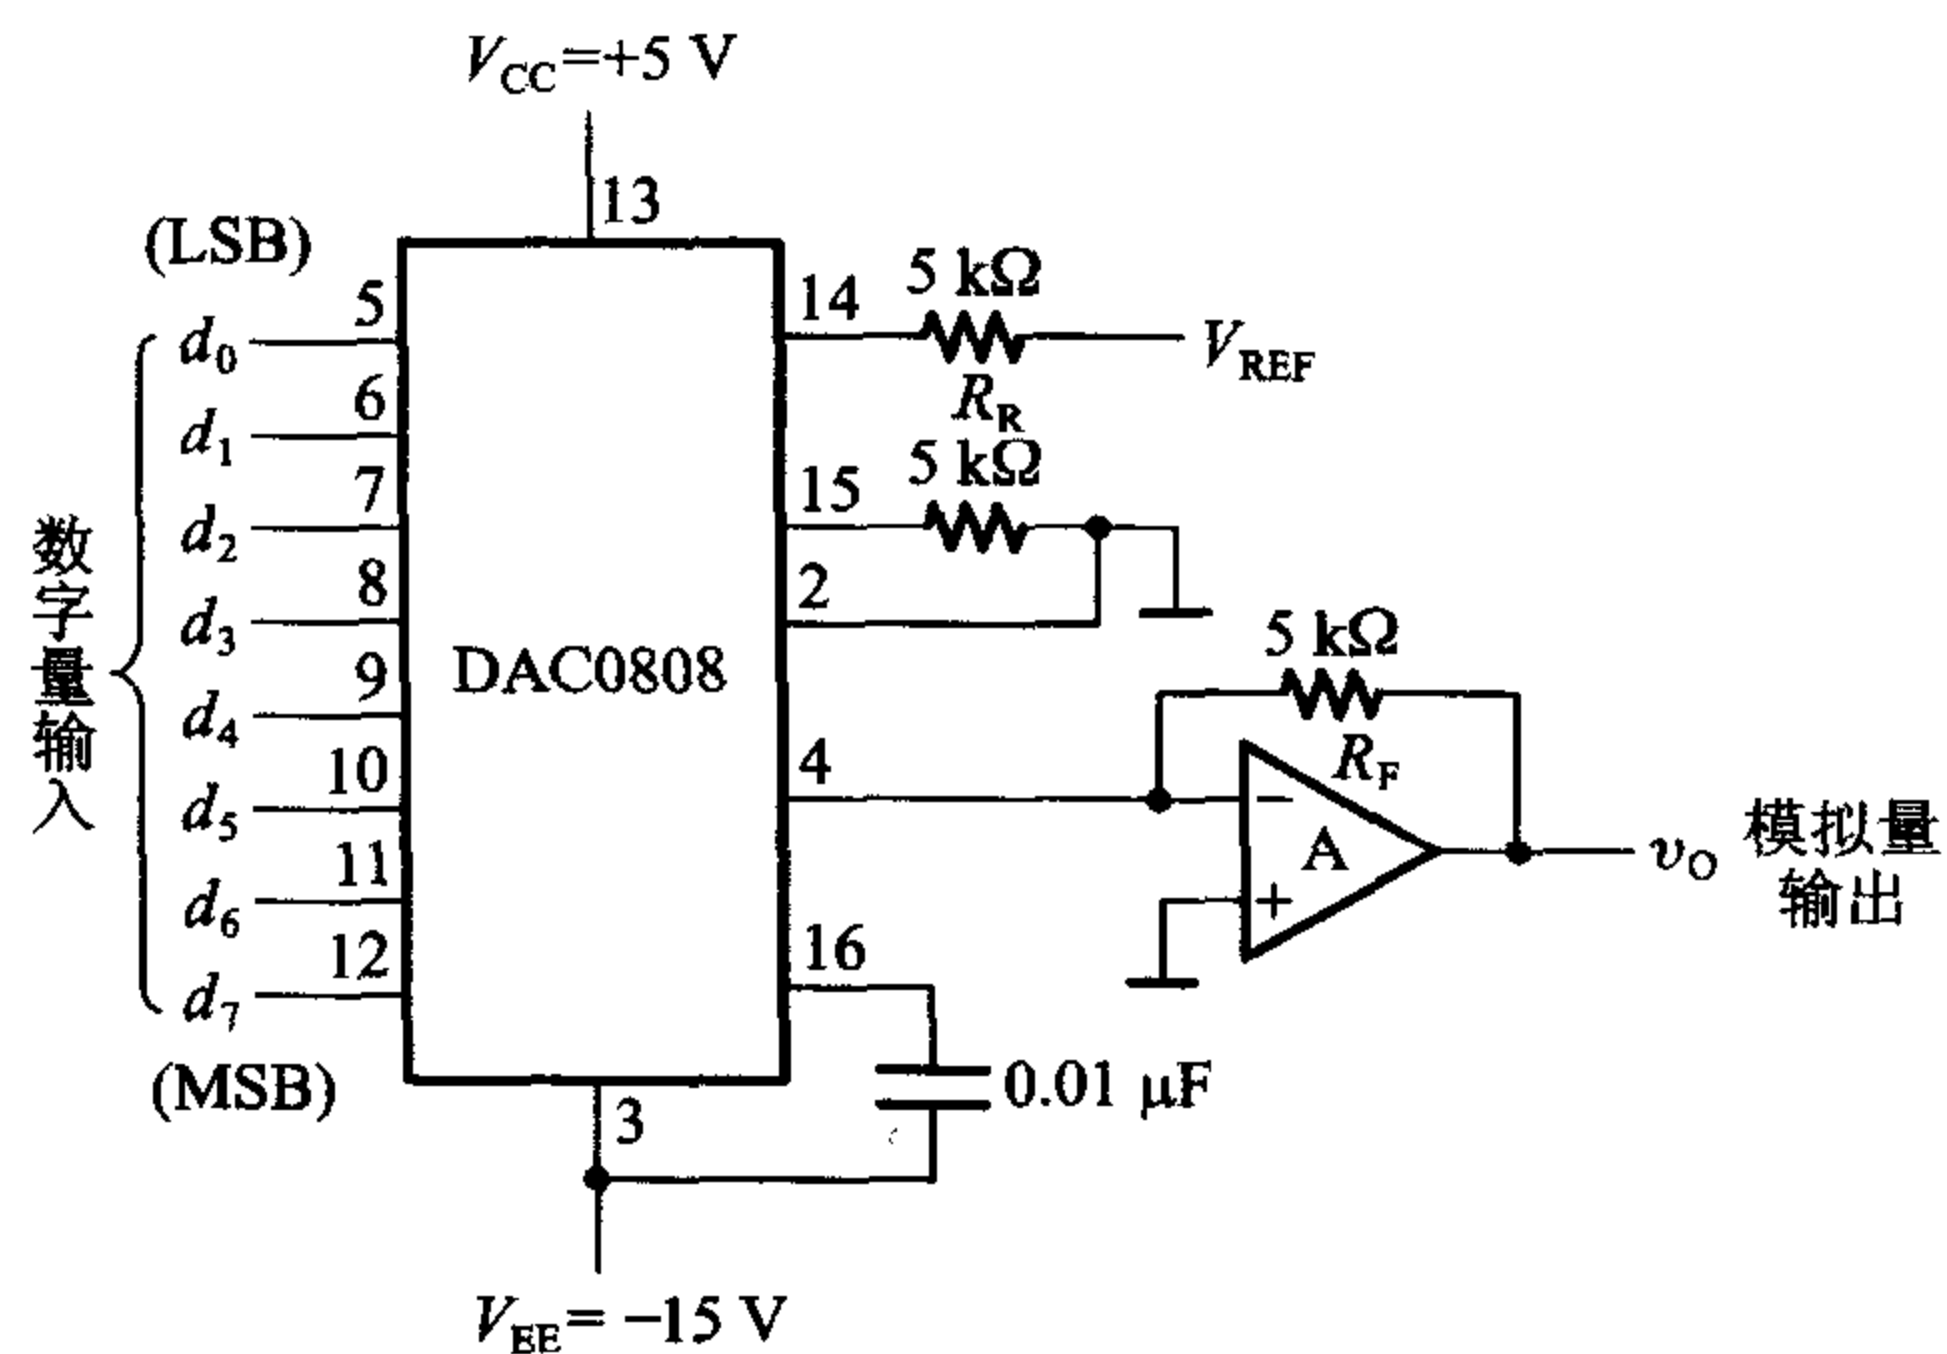 V_CC=+5 V
13
(LSB)
5 kΩ
5
14
d_0
V_REF
R_R
6
d_1
5 kΩ
7
15
d_2
8
2
d_3
数字量输入
DAC0808
5 kΩ
9
d_4
R_F
10
4
d_5
−
A
v_O 模拟量
输出
11
d_6
+
12
16
d_7
(MSB)
0.01 μF
3
V_EE= −15 V